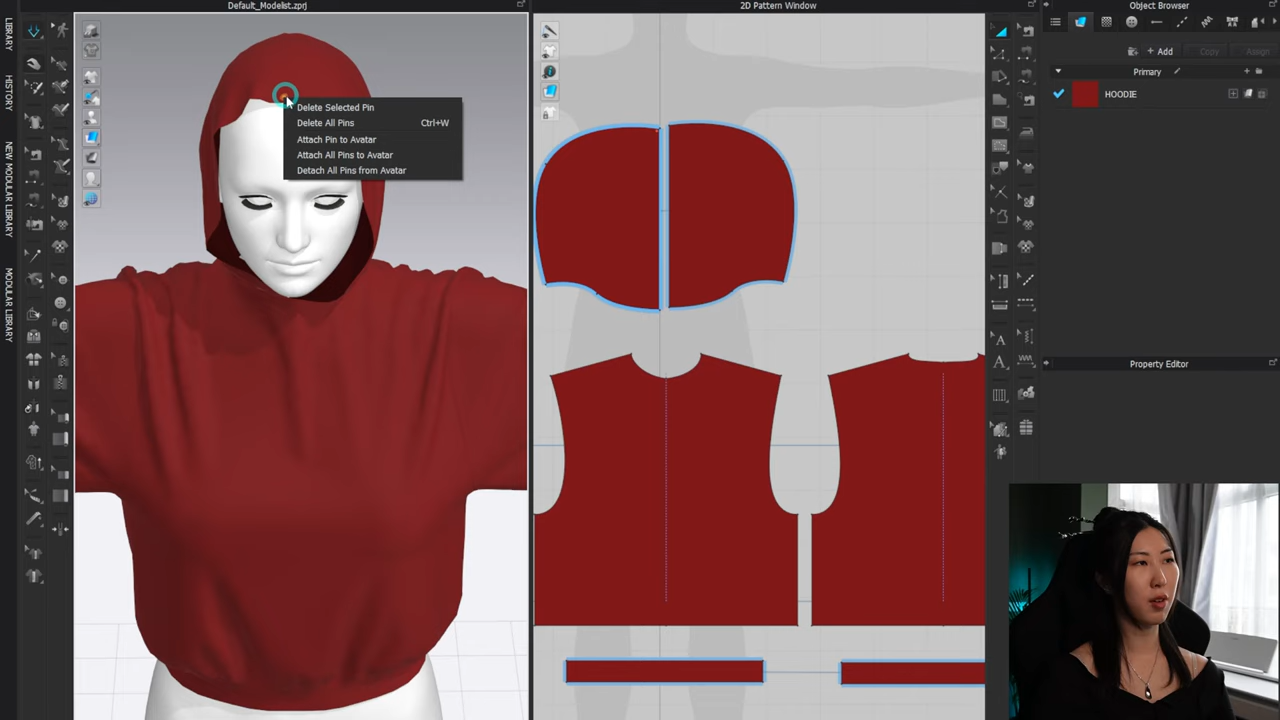 Default_Modelist.zprj
2D Pattern Window
Object Browser
LIBRARY
HISTORY
NEW MODULAR LIBRARY
MODULAR LIBRARY
Delete Selected Pin
Delete All Pins Ctrl+W
Attach Pin to Avatar
Attach All Pins to Avatar
Detach All Pins from Avatar
+ Add
Copy
Assign
Primary
HOODIE
Property Editor